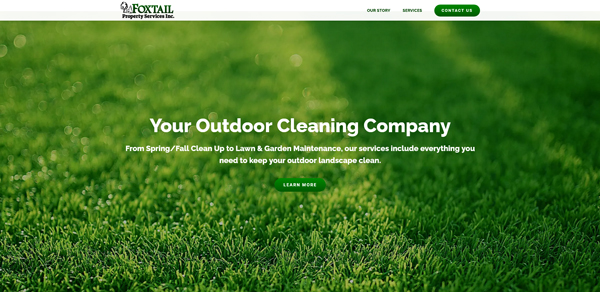 FOXTAIL
Property Services Inc.
OUR STORY
SERVICES
CONTACT US
Your Outdoor Cleaning Company
From Spring/Fall Clean Up to Lawn & Garden Maintenance, our services include everything you
need to keep your outdoor landscape clean.
LEARN MORE